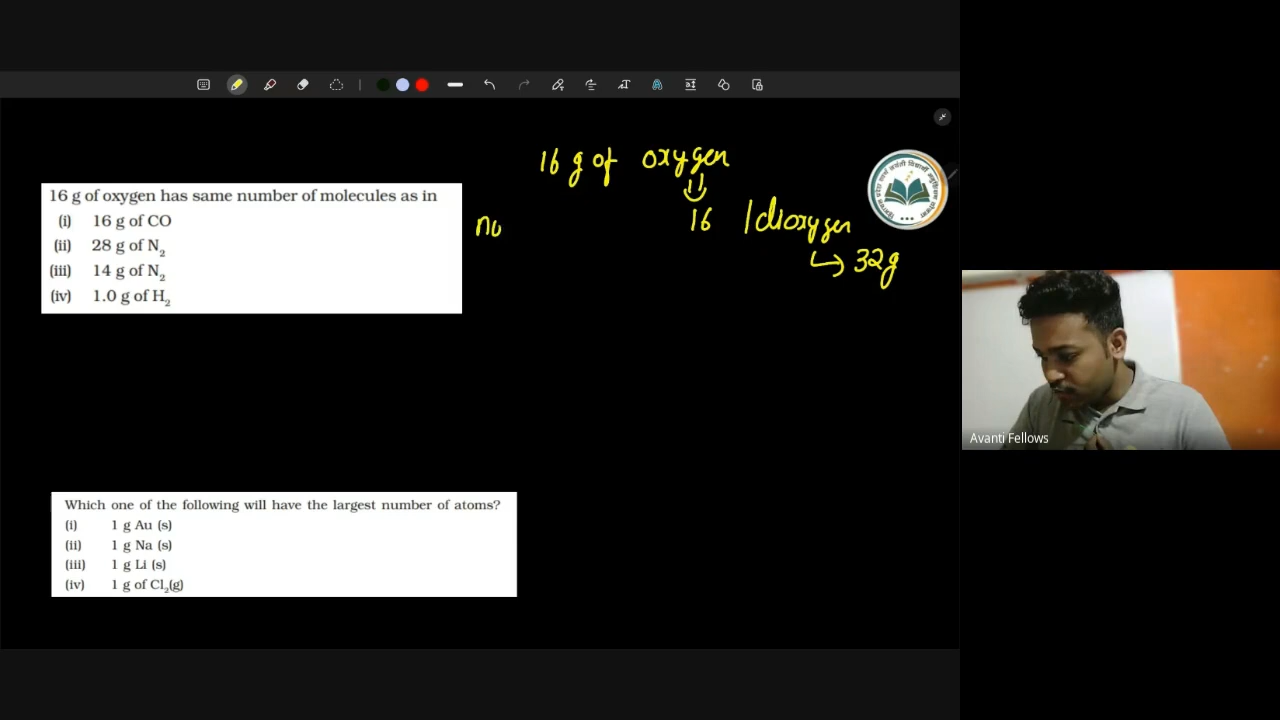 16 g of oxygen
16 g of oxygen has same number of molecules as in
(i) 16 g of CO
(ii) 28 g of N₂
(iii) 14 g of N₂
(iv) 1.0 g of H₂
no
16 / dioxygen
↳ 32g
Avanti Fellows
Which one of the following will have the largest number of atoms?
(i) 1 g Au (s)
(ii) 1 g Na (s)
(iii) 1 g Li (s)
(iv) 1 g of Cl₂(g)